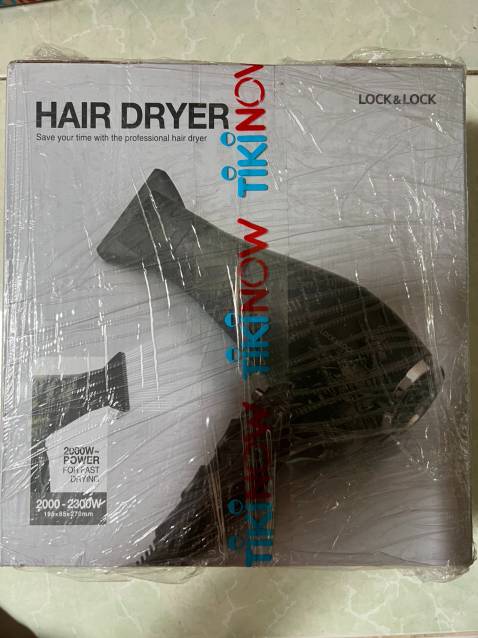 HAIR DRYER
LOCK&LOCK
Save your time with the professional hair dryer
TIKINOW
TIKINOW
TIKINOW
2000W~
POWER
FOR FAST
DRYING
2000 - 2300W
195x85x270mm